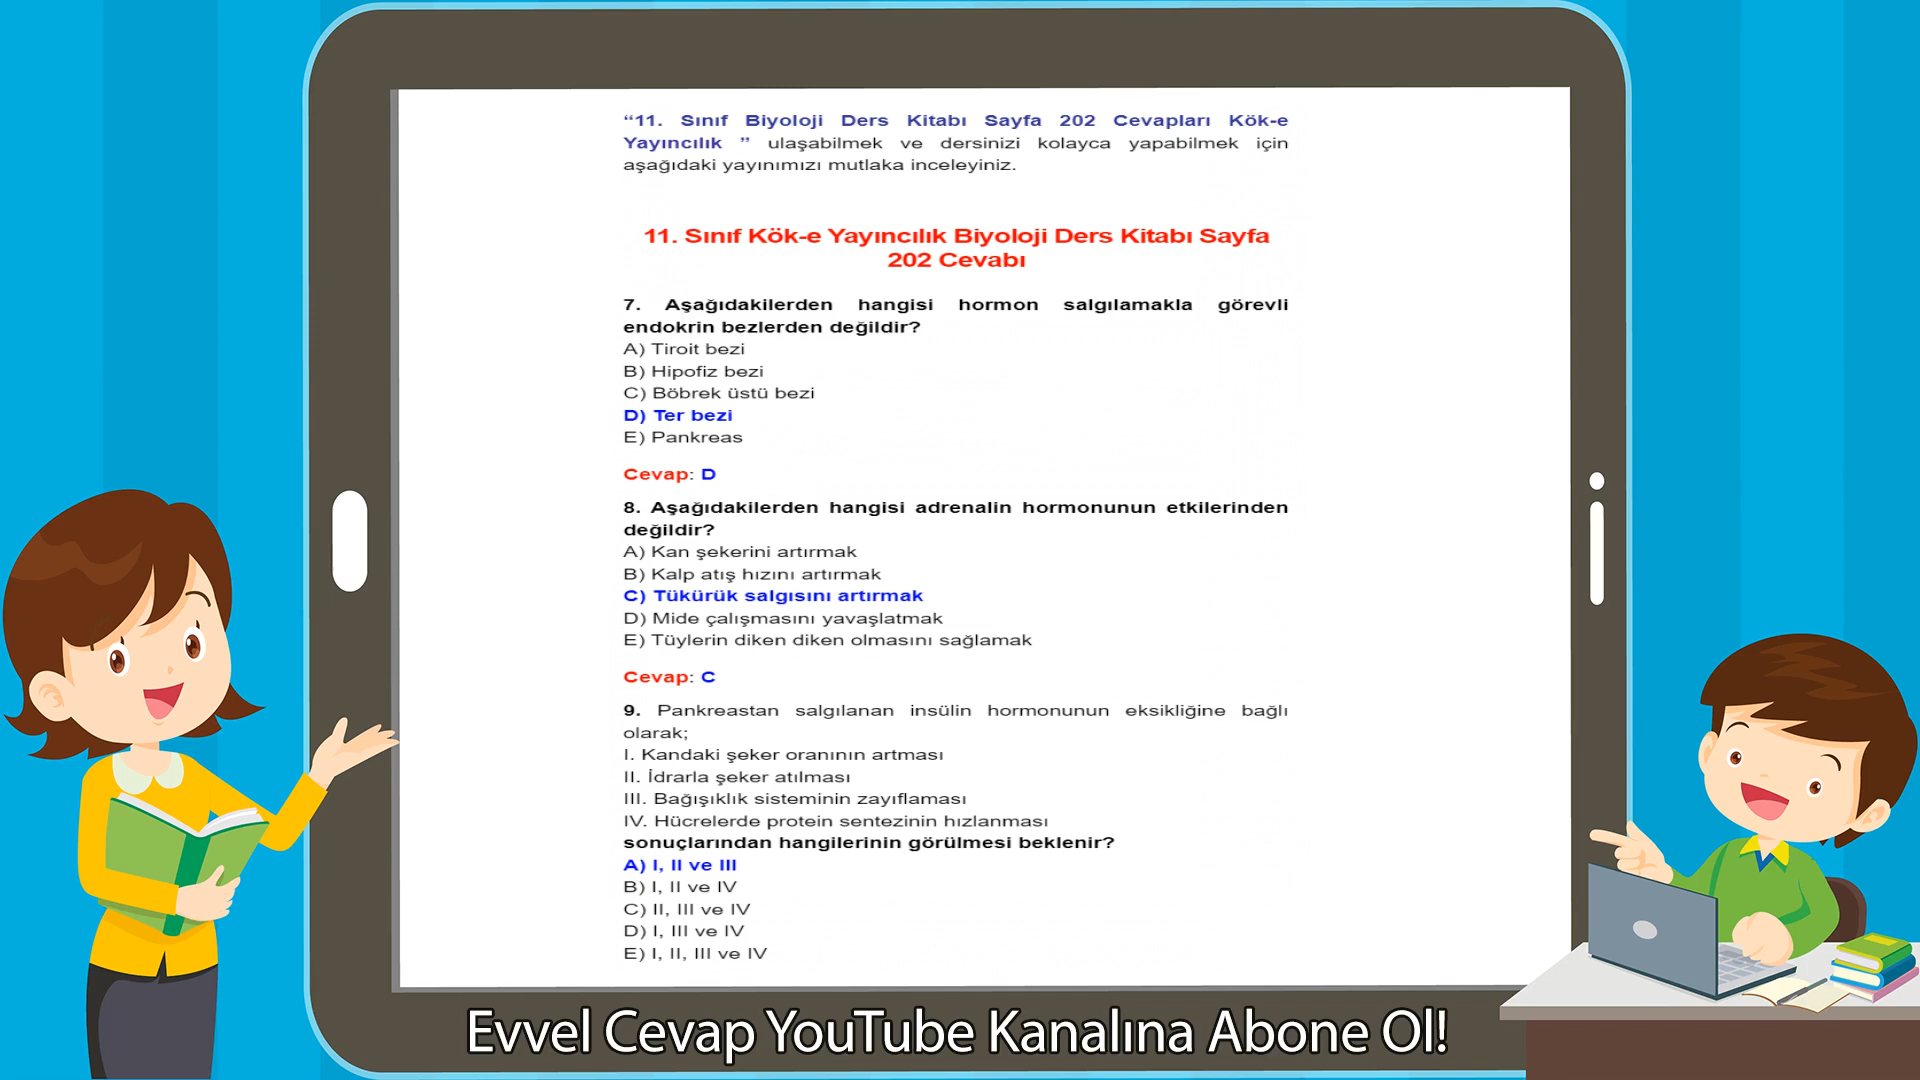 “11. Sınıf Biyoloji Ders Kitabı Sayfa 202 Cevapları Kök-e
Yayıncılık ” ulaşabilmek ve dersinizi kolayca yapabilmek için
aşağıdaki yayınımızı mutlaka inceleyiniz.
11. Sınıf Kök-e Yayıncılık Biyoloji Ders Kitabı Sayfa
202 Cevabı
7. Aşağıdakilerden hangisi hormon salgılamakla görevli
endokrin bezlerden değildir?
A) Tiroit bezi
B) Hipofiz bezi
C) Böbrek üstü bezi
D) Ter bezi
E) Pankreas
Cevap: D
8. Aşağıdakilerden hangisi adrenalin hormonunun etkilerinden
değildir?
A) Kan şekerini artırmak
B) Kalp atış hızını artırmak
C) Tükürük salgısını artırmak
D) Mide çalışmasını yavaşlatmak
E) Tüylerin diken diken olmasını sağlamak
Cevap: C
9. Pankreastan salgılanan insülin hormonunun eksikliğine bağlı
olarak;
I. Kandaki şeker oranının artması
II. İdrarla şeker atılması
III. Bağışıklık sisteminin zayıflaması
IV. Hücrelerde protein sentezinin hızlanması
sonuçlarından hangilerinin görülmesi beklenir?
A) I, II ve III
B) I, II ve IV
C) II, III ve IV
D) I, III ve IV
E) I, II, III ve IV
Evvel Cevap YouTube Kanalına Abone Ol!